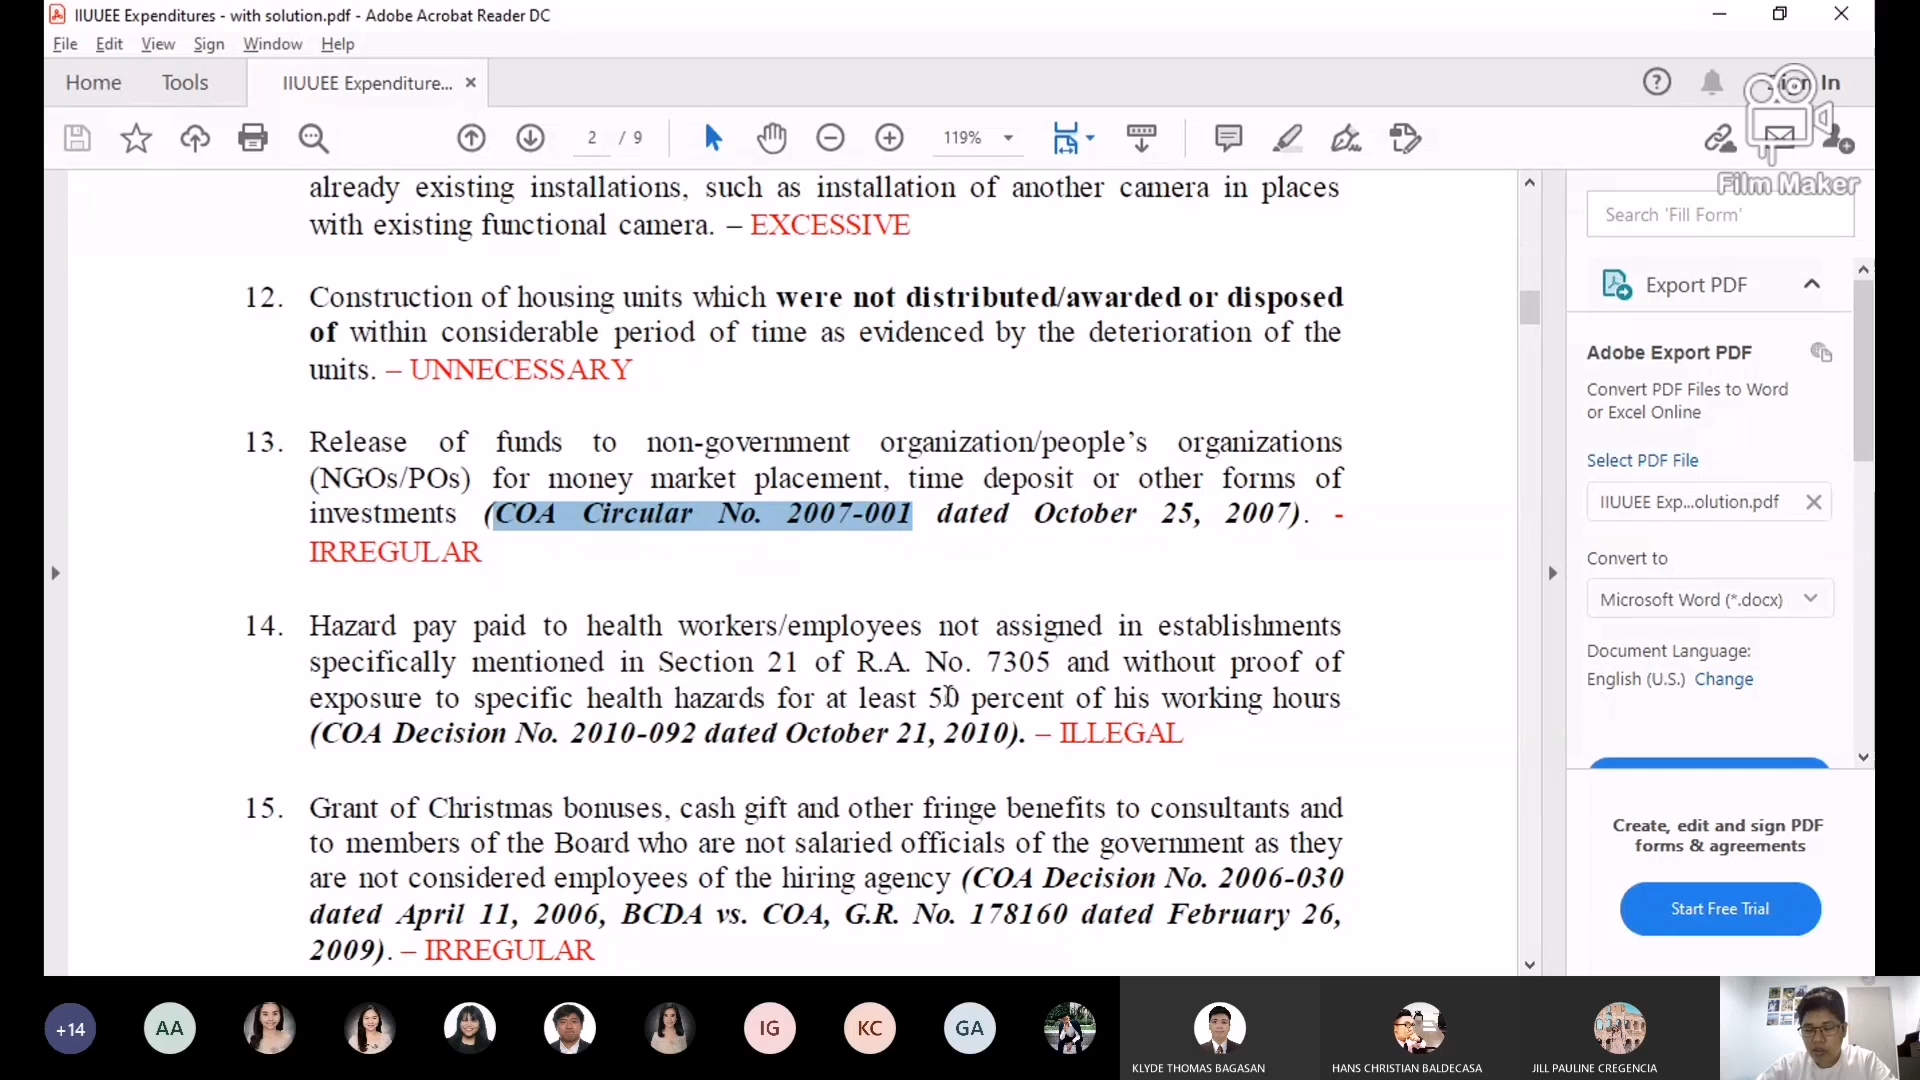 IIUUEE Expenditures - with solution.pdf - Adobe Acrobat Reader DC
File Edit View Sign Window Help
Home Tools IIUUEE Expenditure... ×
Sign In
2 / 9 119%
Film Maker
already existing installations, such as installation of another camera in places
with existing functional camera. – EXCESSIVE
12. Construction of housing units which were not distributed/awarded or disposed
of within considerable period of time as evidenced by the deterioration of the
units. – UNNECESSARY
13. Release of funds to non-government organization/people’s organizations
(NGOs/POs) for money market placement, time deposit or other forms of
investments (COA Circular No. 2007-001 dated October 25, 2007). -
IRREGULAR
14. Hazard pay paid to health workers/employees not assigned in establishments
specifically mentioned in Section 21 of R.A. No. 7305 and without proof of
exposure to specific health hazards for at least 50 percent of his working hours
(COA Decision No. 2010-092 dated October 21, 2010). – ILLEGAL
15. Grant of Christmas bonuses, cash gift and other fringe benefits to consultants and
to members of the Board who are not salaried officials of the government as they
are not considered employees of the hiring agency (COA Decision No. 2006-030
dated April 11, 2006, BCDA vs. COA, G.R. No. 178160 dated February 26,
2009). – IRREGULAR
Search 'Fill Form'
Export PDF
Adobe Export PDF
Convert PDF Files to Word
or Excel Online
Select PDF File
IIUUEE Exp...olution.pdf
Convert to
Microsoft Word (*.docx)
Document Language:
English (U.S.) Change
Create, edit and sign PDF
forms & agreements
Start Free Trial
+14 AA IG KC GA
KLYDE THOMAS BAGASAN
HANS CHRISTIAN BALDECASA
JILL PAULINE CREGENCIA